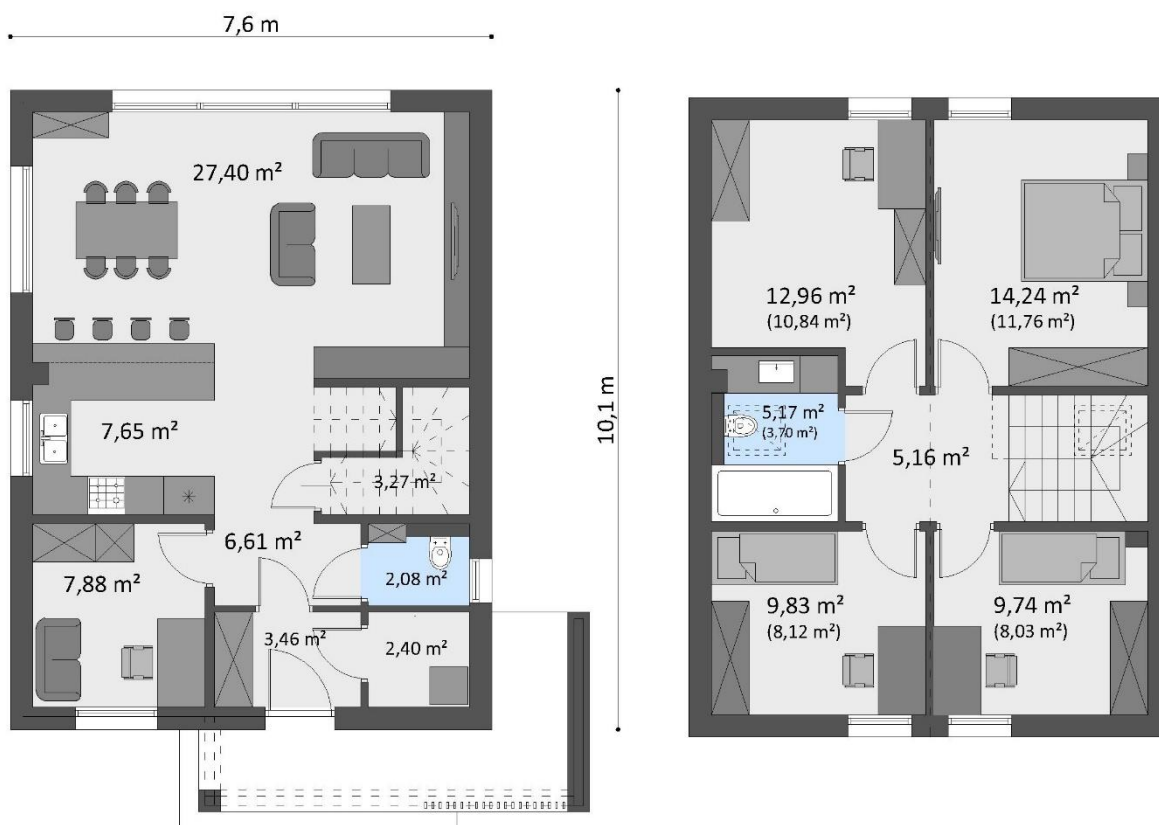 7,6 m
10,1 m
27,40 m²
7,65 m²
3,27 m²
6,61 m²
7,88 m²
2,08 m²
3,46 m²
2,40 m²
12,96 m²
(10,84 m²)
14,24 m²
(11,76 m²)
5,17 m²
(3,70 m²)
5,16 m²
9,83 m²
(8,12 m²)
9,74 m²
(8,03 m²)